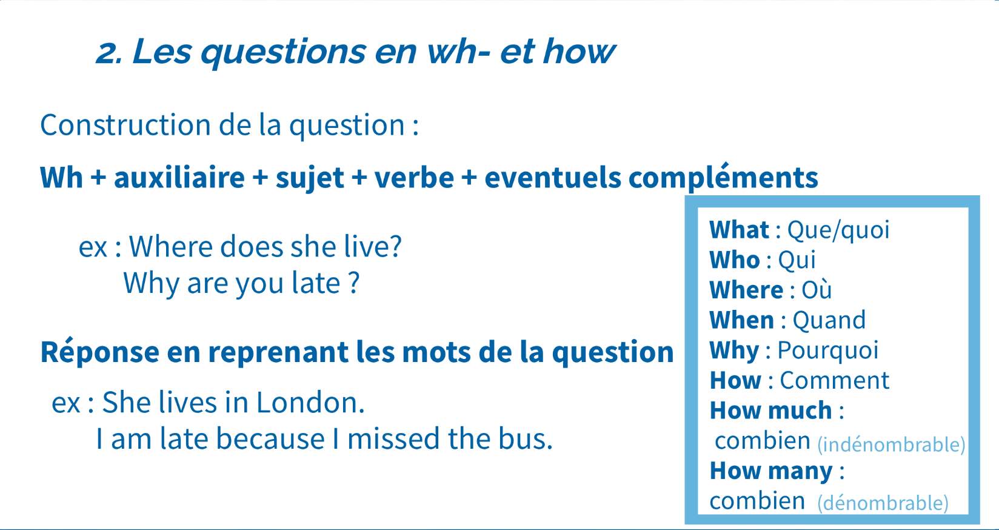 2. Les questions en wh- et how
Construction de la question :
Wh + auxiliaire + sujet + verbe + eventuels compléments
ex : Where does she live?
Why are you late ?
Réponse en reprenant les mots de la question
ex : She lives in London.
I am late because I missed the bus.
What : Que/quoi
Who : Qui
Where : Où
When : Quand
Why : Pourquoi
How : Comment
How much :
combien (indénombrable)
How many :
combien (dénombrable)